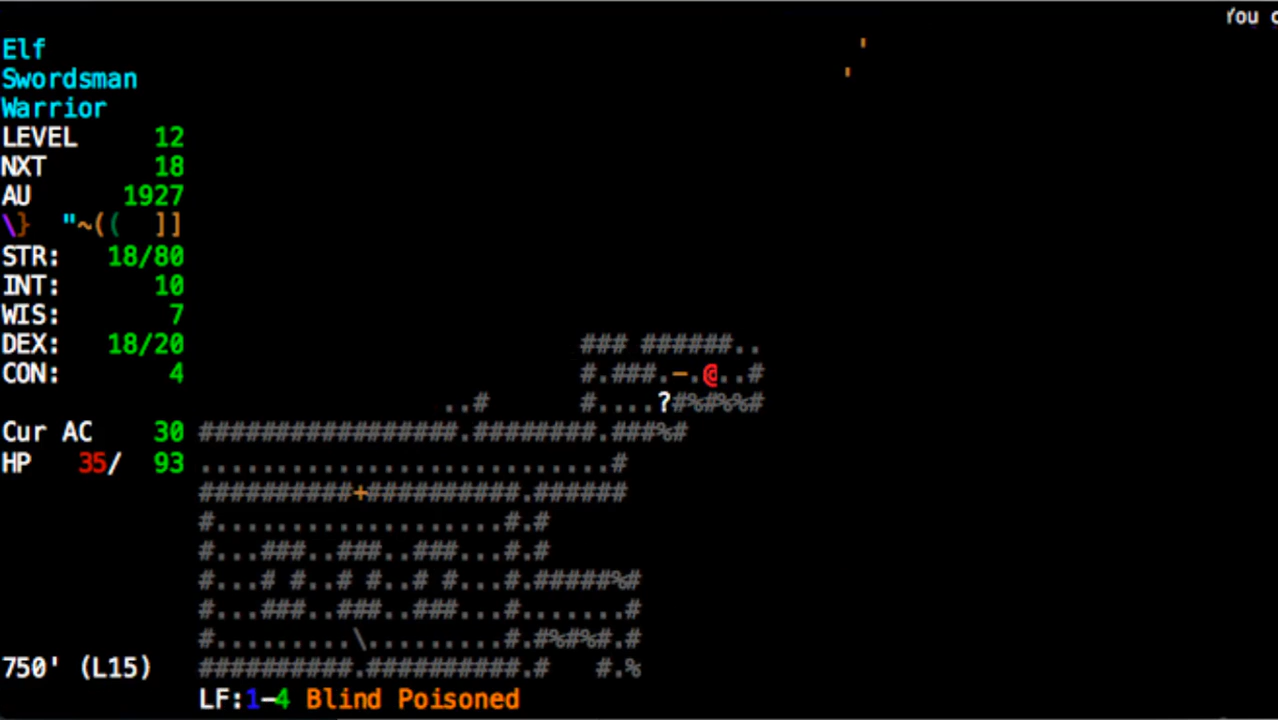 You c
Elf '
Swordsman '
Warrior
LEVEL 12
NXT 18
AU 1927
\} "~(( ]]
STR: 18/80
INT: 10
WIS: 7
DEX: 18/20 ### ######..
CON: 4 #.###.-.@..#
..# #....?#%#%%#
Cur AC 30 #################.########.###%#
HP 35/ 93 ...........................#
##########+##########.######
#...................#.#
#...###..###..###...#.#
#...# #..# #..# #...#.#####%#
#...###..###..###...#.......#
#.........\.........#.#%#%#.#
750' (L15) ##########.##########.# #.%
LF:1-4 Blind Poisoned